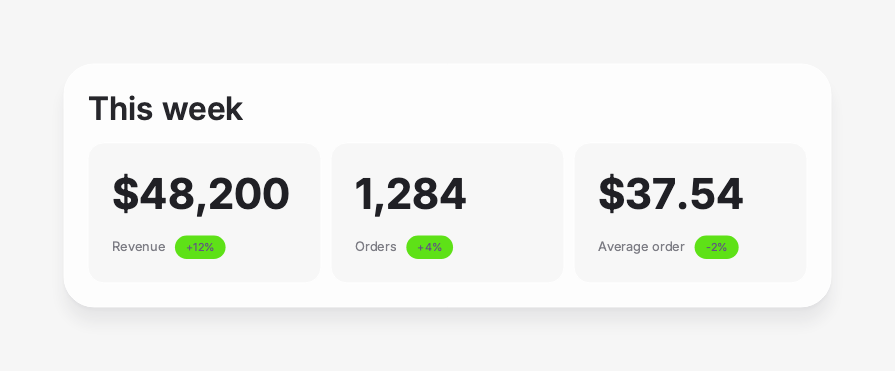 This week
$48,200
Revenue +12%
1,284
Orders +4%
$37.54
Average order -2%